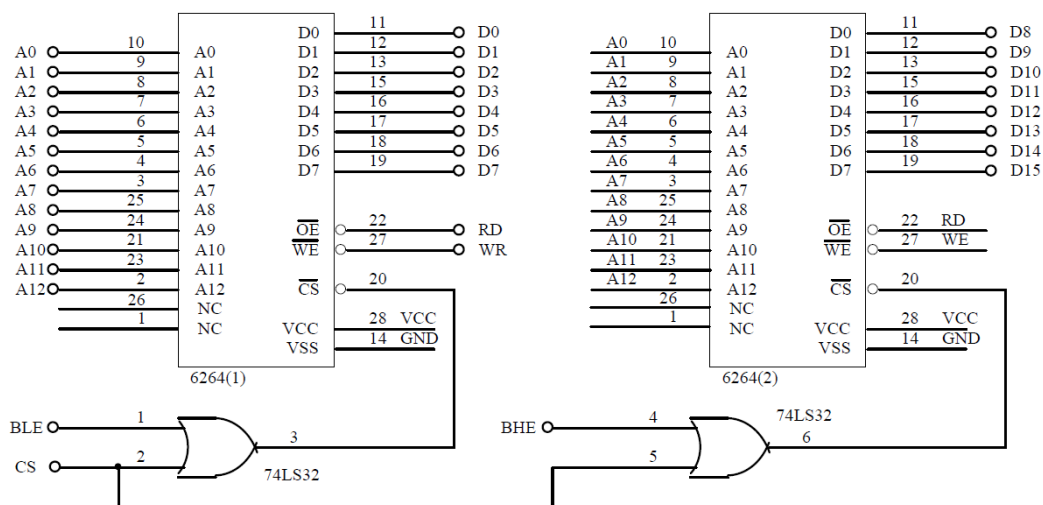 A0 10 A0 D0 11 D0
A1 9 A1 D1 12 D1
A2 8 A2 D2 13 D2
A3 7 A3 D3 15 D3
A4 6 A4 D4 16 D4
A5 5 A5 D5 17 D5
A6 4 A6 D6 18 D6
A7 3 A7 D7 19 D7
A8 25 A8
A9 24 A9 OE 22 RD
A10 21 A10 WE 27 WR
A11 23 A11
A12 2 A12 CS 20
26 NC
1 NC VCC 28 VCC
VSS 14 GND
6264(1)
BLE 1
3
CS 2
74LS32
A0 10 A0 D0 11 D8
A1 9 A1 D1 12 D9
A2 8 A2 D2 13 D10
A3 7 A3 D3 15 D11
A4 6 A4 D4 16 D12
A5 5 A5 D5 17 D13
A6 4 A6 D6 18 D14
A7 3 A7 D7 19 D15
A8 25 A8
A9 24 A9 OE 22 RD
A10 21 A10 WE 27 WE
A11 23 A11
A12 2 A12 CS 20
26 NC
1 NC VCC 28 VCC
VSS 14 GND
6264(2)
74LS32
BHE 4
6
5